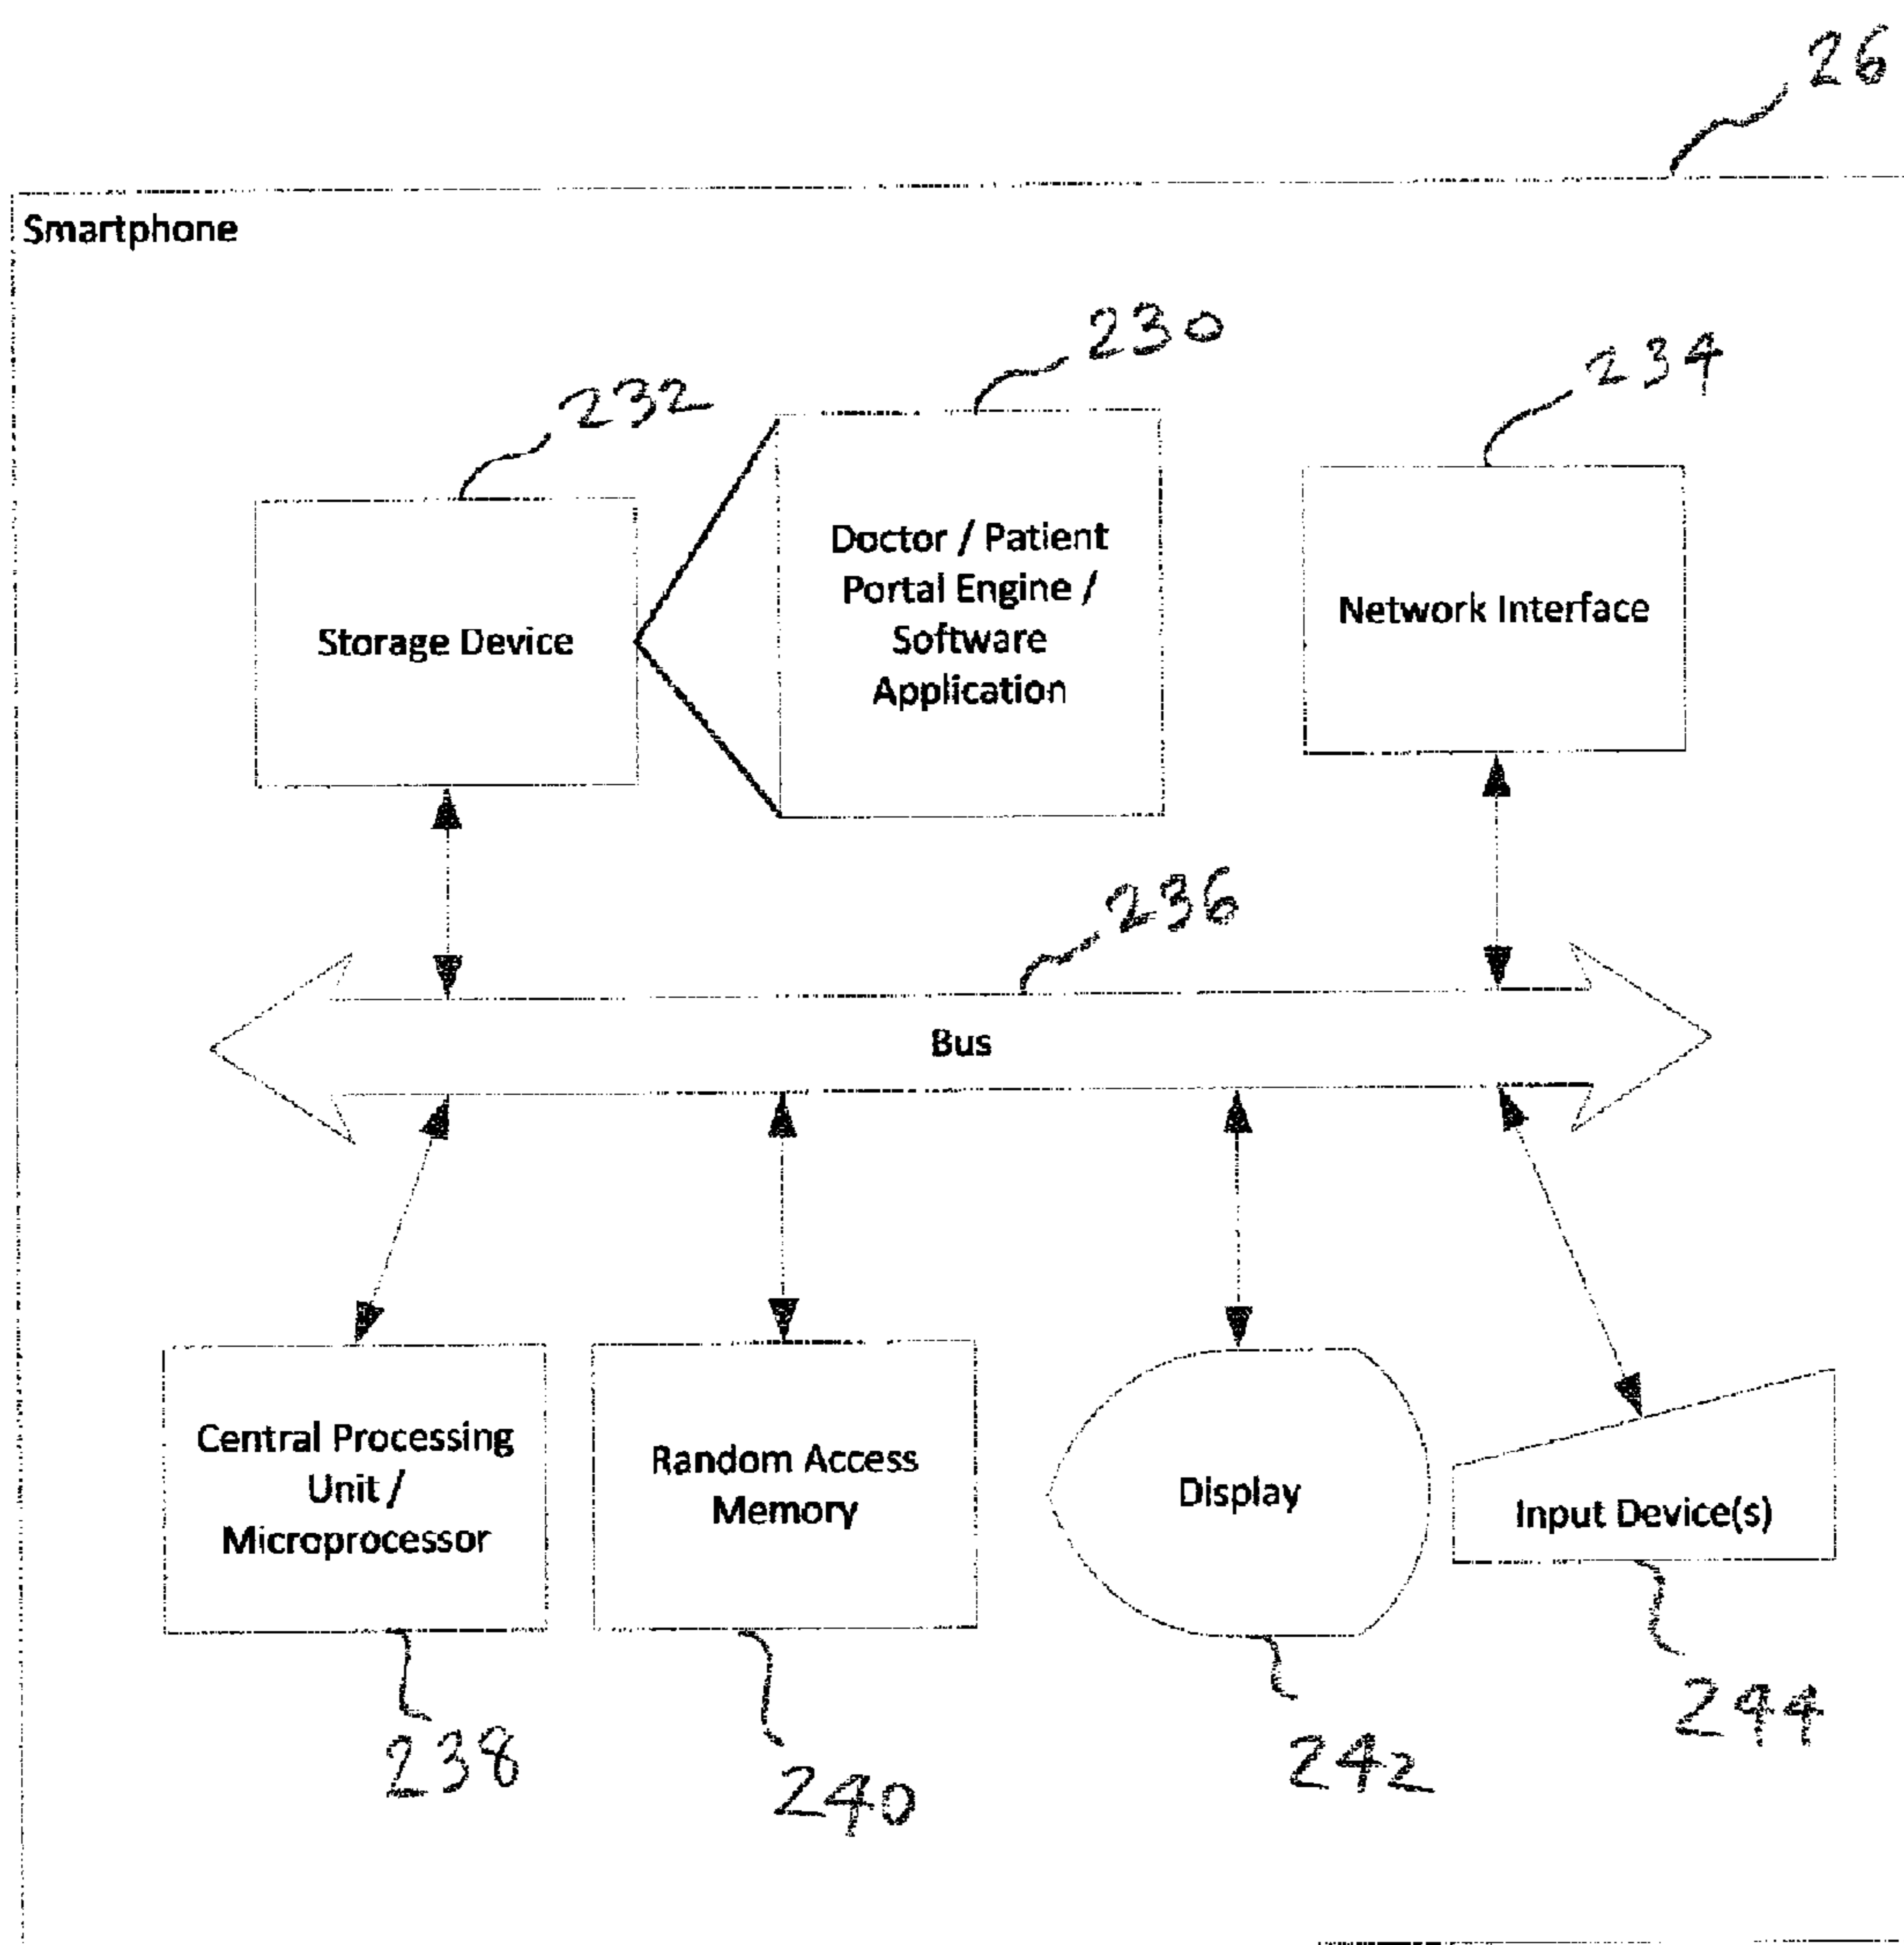 26
Smartphone
230
234
232
Doctor / Patient
Portal Engine /
Software
Application
Network Interface
Storage Device
236
Bus
Central Processing
Unit /
Microprocessor
Random Access
Memory
Display
Input Device(s)
238
240
242
244